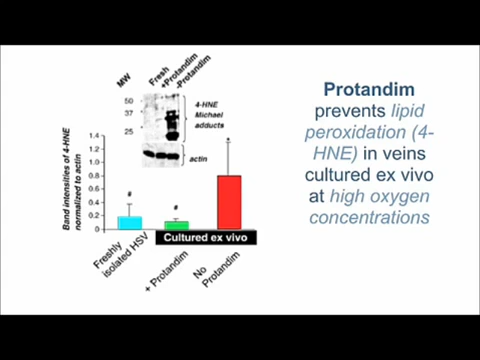 MW
Fresh
+Protandim
-Protandim
50
37
25
4-HNE
Michael
adducts
actin
Band intensities of 4-HNE
normalized to actin
1.4
1.2
1
0.8
0.6
0.4
0.2
0
#
#
*
Cultured ex vivo
Freshly
isolated HSV
+ Protandim
No
Protandim
Protandim
prevents lipid
peroxidation (4-
HNE) in veins
cultured ex vivo
at high oxygen
concentrations